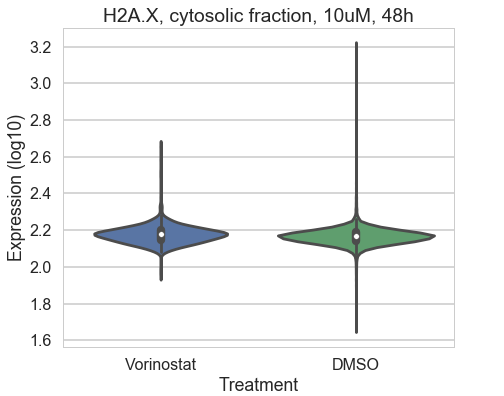 H2A.X, cytosolic fraction, 10uM, 48h
3.2
3.0
2.8
2.6
2.4
2.2
2.0
1.8
1.6
Expression (log10)
Vorinostat DMSO
Treatment